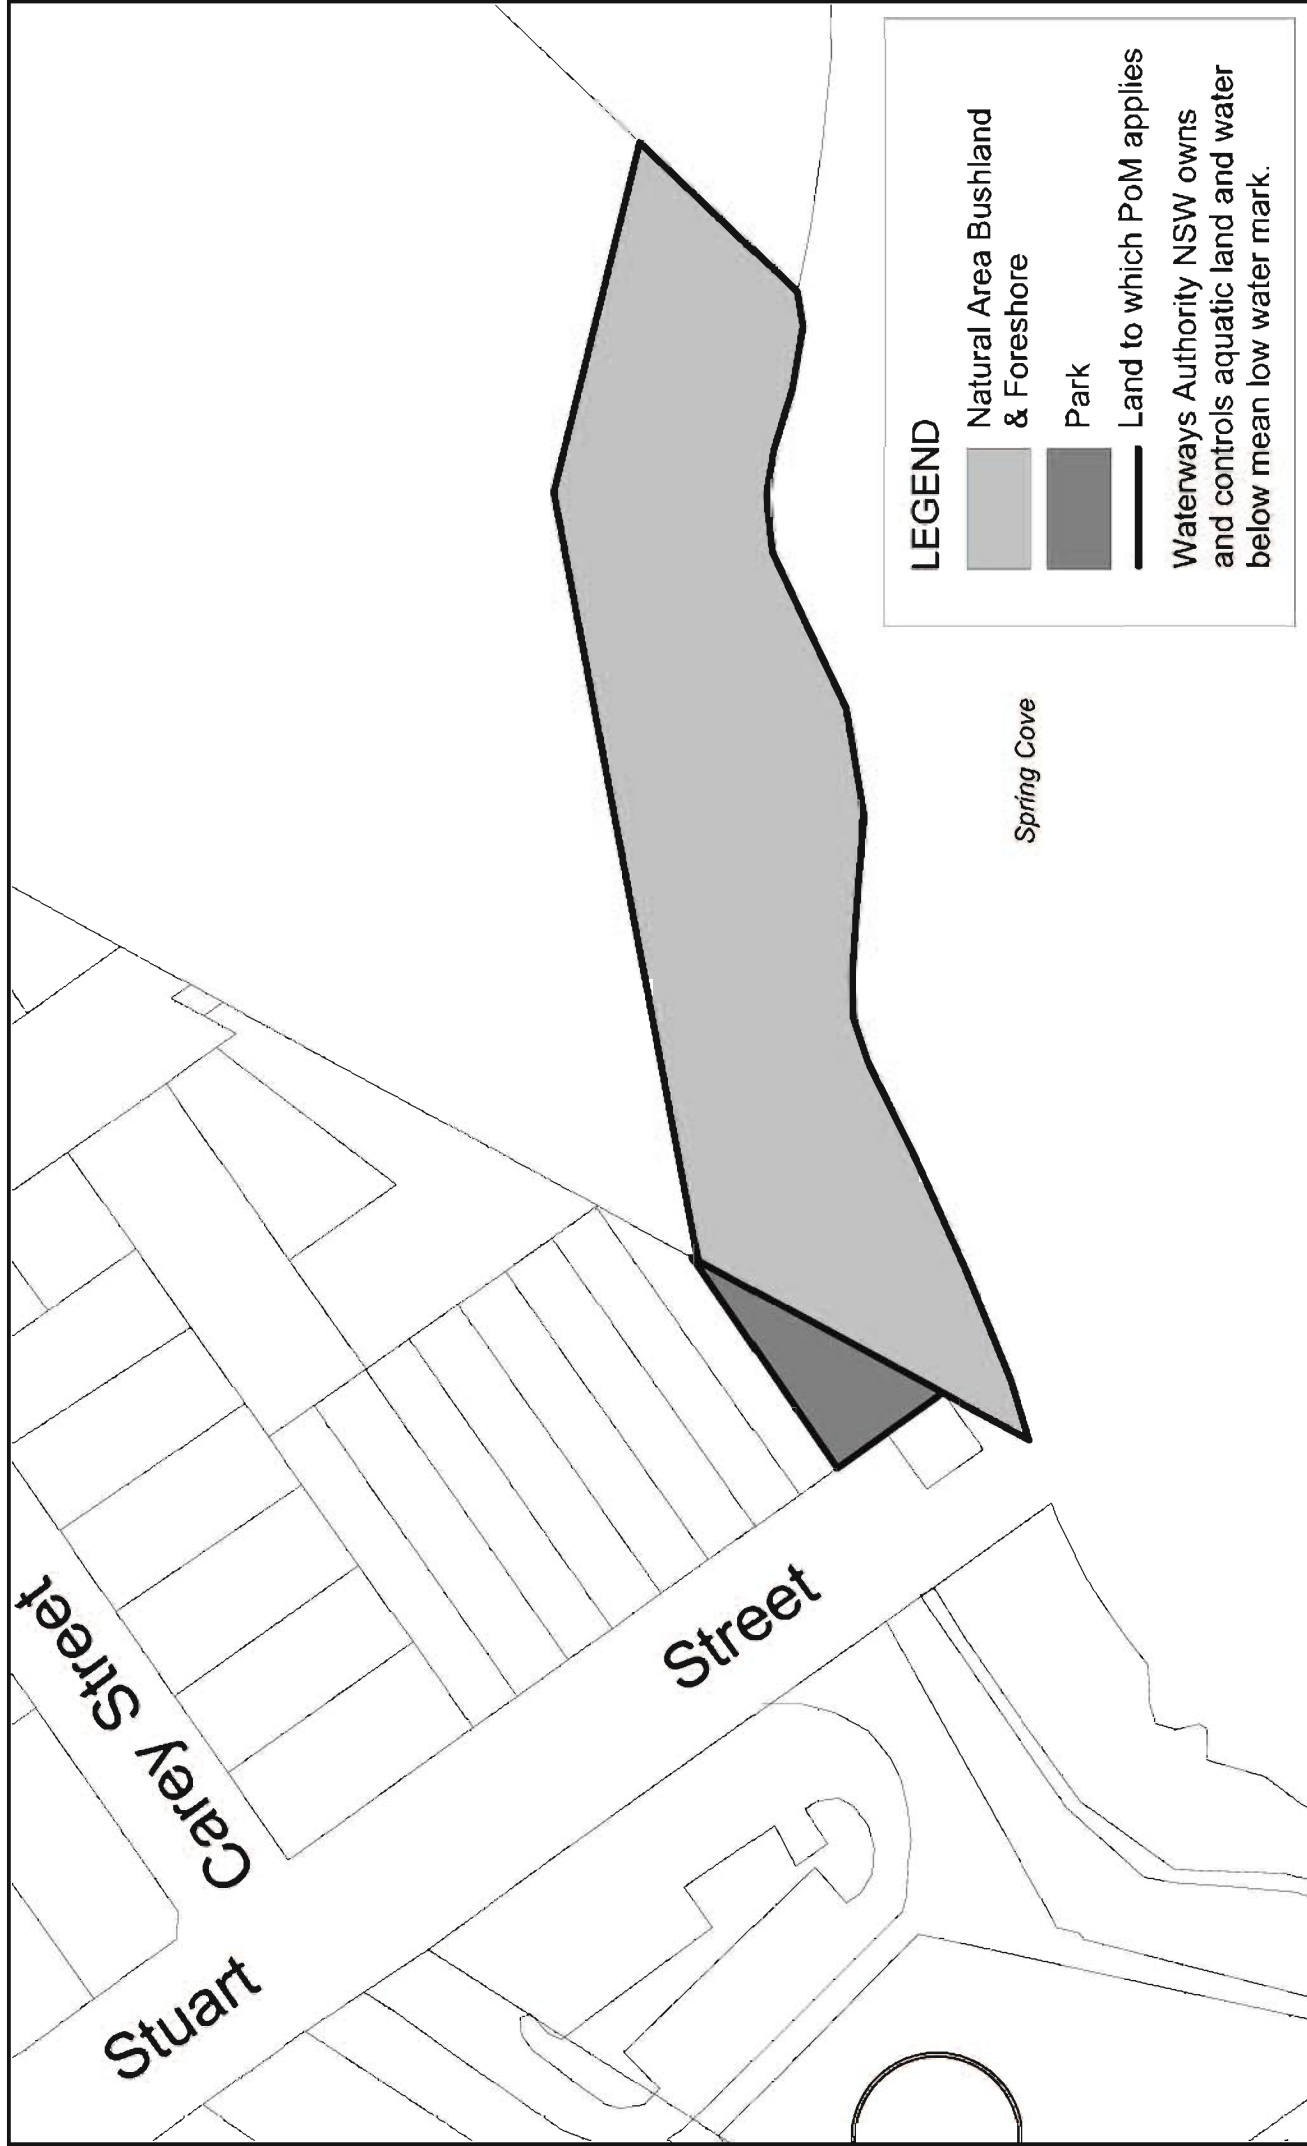 Carey Street
Stuart
Street
Spring Cove
LEGEND
Natural Area Bushland
& Foreshore
Park
Land to which PoM applies
Waterways Authority NSW owns
and controls aquatic land and water
below mean low water mark.